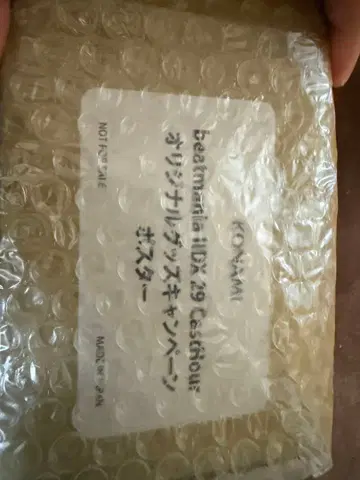 KONAMI
beatmania IIDX 29 CastHour
オリジナルグッズキャンペーン
ポスター
NOT FOR SALE
MADE IN JAPAN